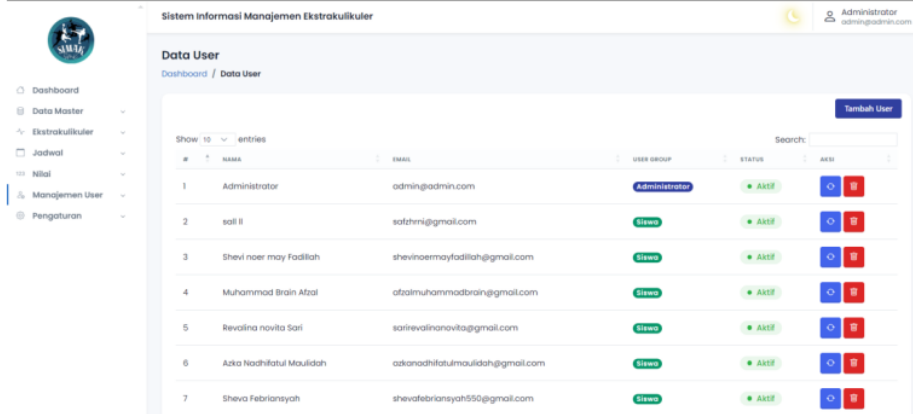 SIMAK
Sistem Informasi Manajemen Ekstrakulikuler
Administrator
admin@admin.com
Data User
Dashboard / Data User
Dashboard
Data Master
Ekstrakulikuler
Jadwal
Nilai
Manajemen User
Pengaturan
Tambah User
Show 10 entries
Search:
# NAMA EMAIL USER GROUP STATUS AKSI
1 Administrator admin@admin.com Administrator Aktif
2 sall ll safzhrni@gmail.com Siswa Aktif
3 Shevi noer may Fadillah shevinoermayfadillah@gmail.com Siswa Aktif
4 Muhammad Brain Afzal afzalmuhammadbrain@gmail.com Siswa Aktif
5 Revalina novita Sari sarirevalinanovita@gmail.com Siswa Aktif
6 Azka Nadhifatul Maulidah azkanadhifatulmaulidah@gmail.com Siswa Aktif
7 Sheva Febriansyah shevafebriansyah550@gmail.com Siswa Aktif